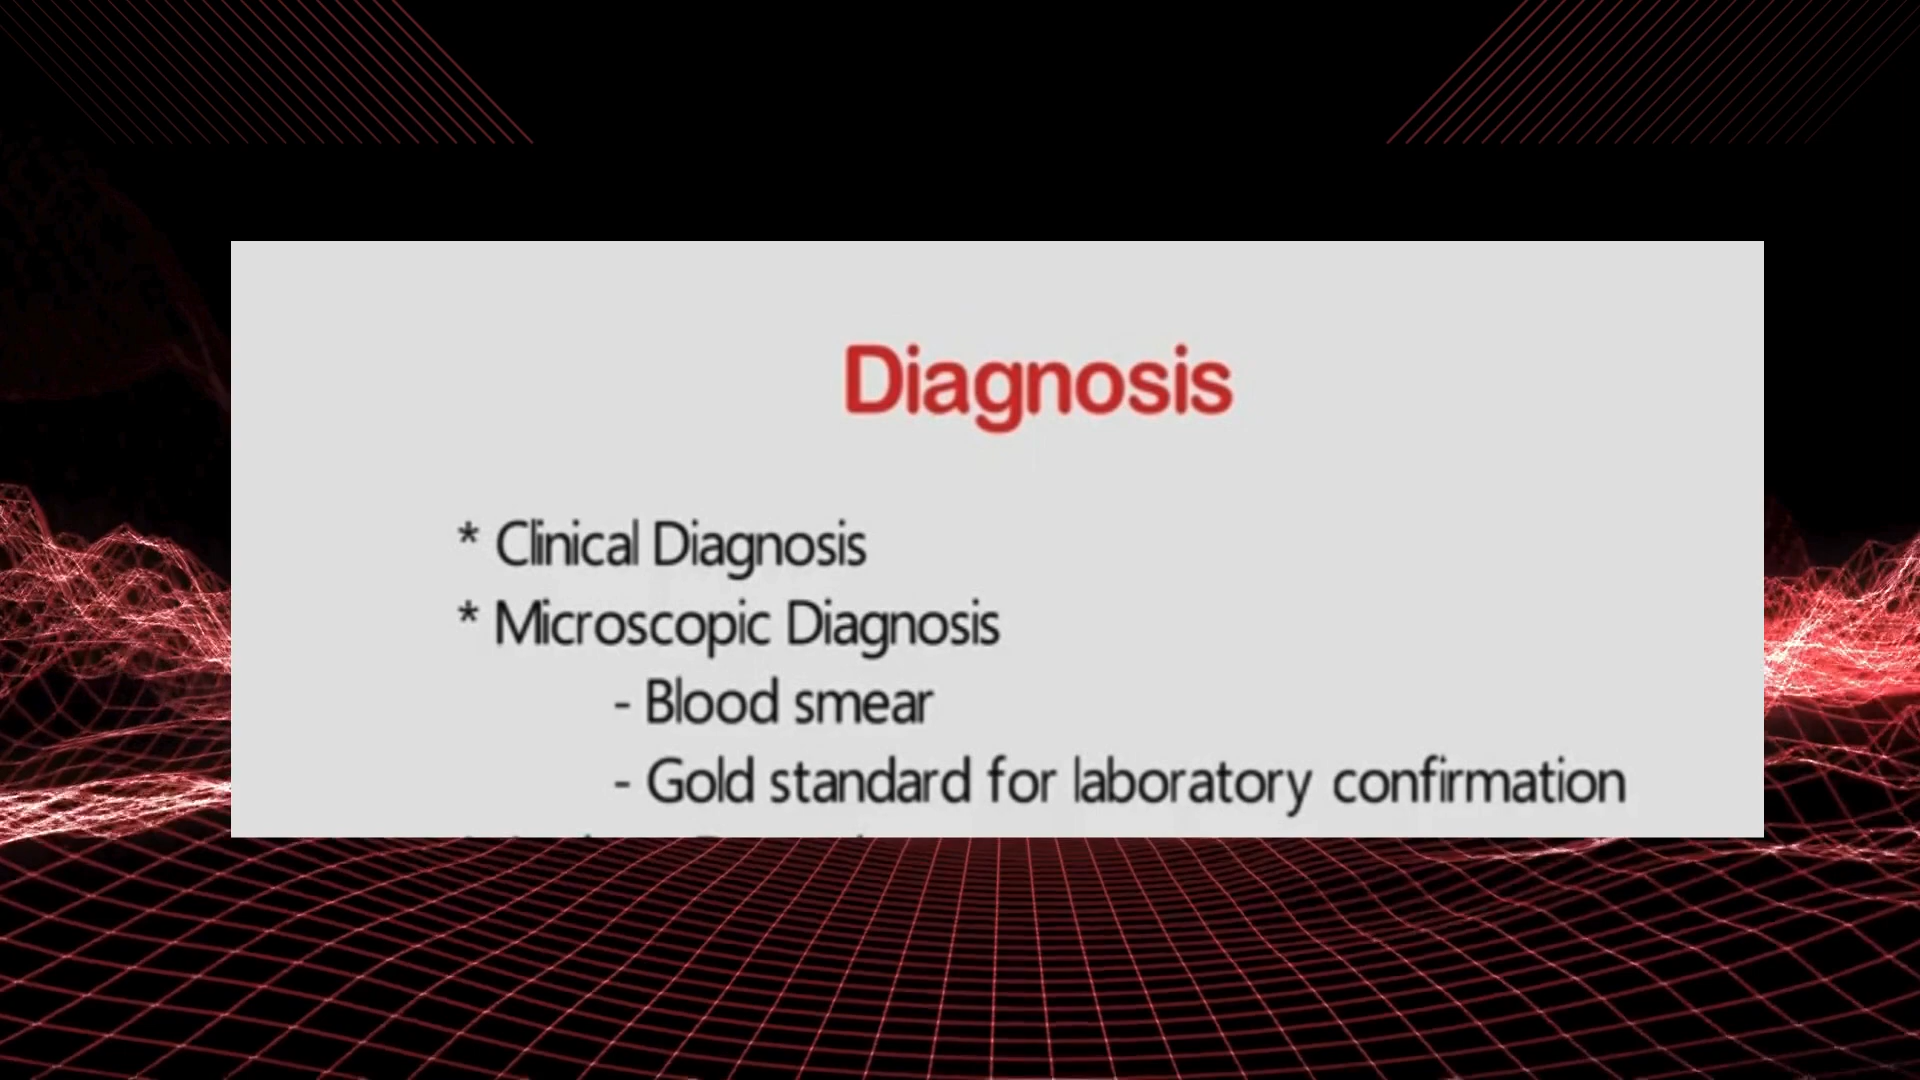 Diagnosis
* Clinical Diagnosis
* Microscopic Diagnosis
- Blood smear
- Gold standard for laboratory confirmation